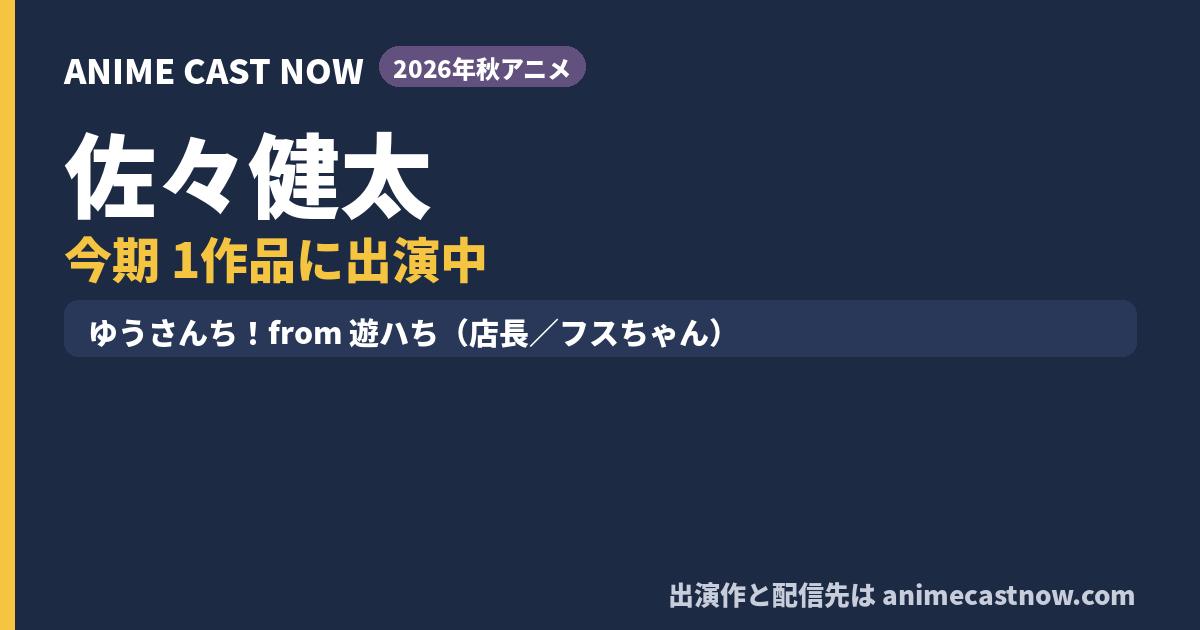 ANIME CAST NOW 2026年秋アニメ
佐々健太
今期 1作品に出演中
ゆうさんち！from 遊ハち（店長／フスちゃん）
出演作と配信先は animecastnow.com